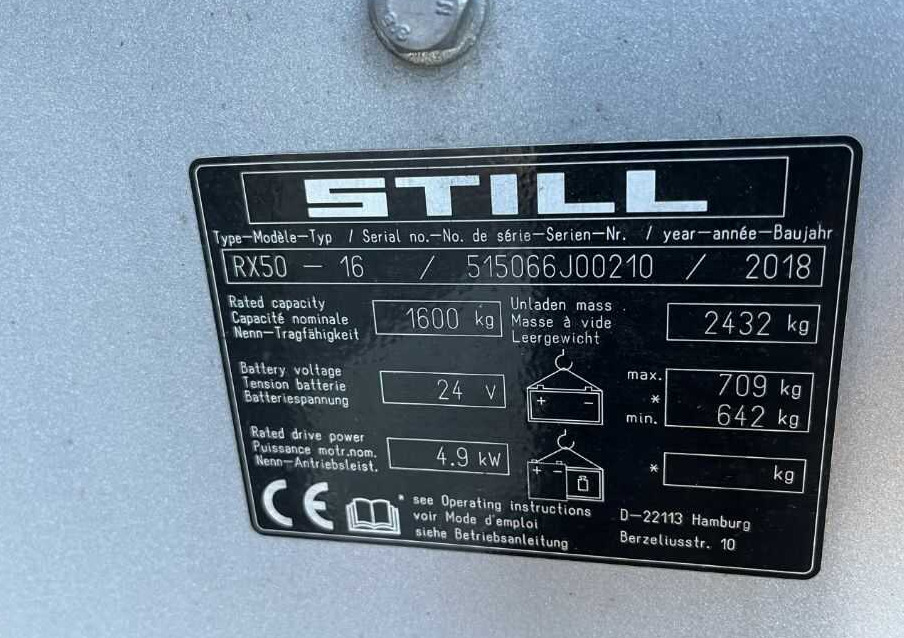 STILL
Type-Modèle-Typ / Serial no.-No. de série-Serien-Nr. / year-année-Baujahr
RX50 - 16 / 515066J00210 / 2018
Rated capacity
Capacité nominale
Nenn-Tragfähigkeit
1600 kg
Unladen mass
Masse à vide
Leergewicht
2432 kg
Battery voltage
Tension batterie
Batteriespannung
24 V
+ -
max. 709 kg
*
min. 642 kg
Rated drive power
Puissance motr.nom.
Nenn-Antriebsleist.
4.9 kW
+ -
* kg
CE
* see Operating instructions
voir Mode d'emploi
siehe Betriebsanleitung
D-22113 Hamburg
Berzeliusstr. 10